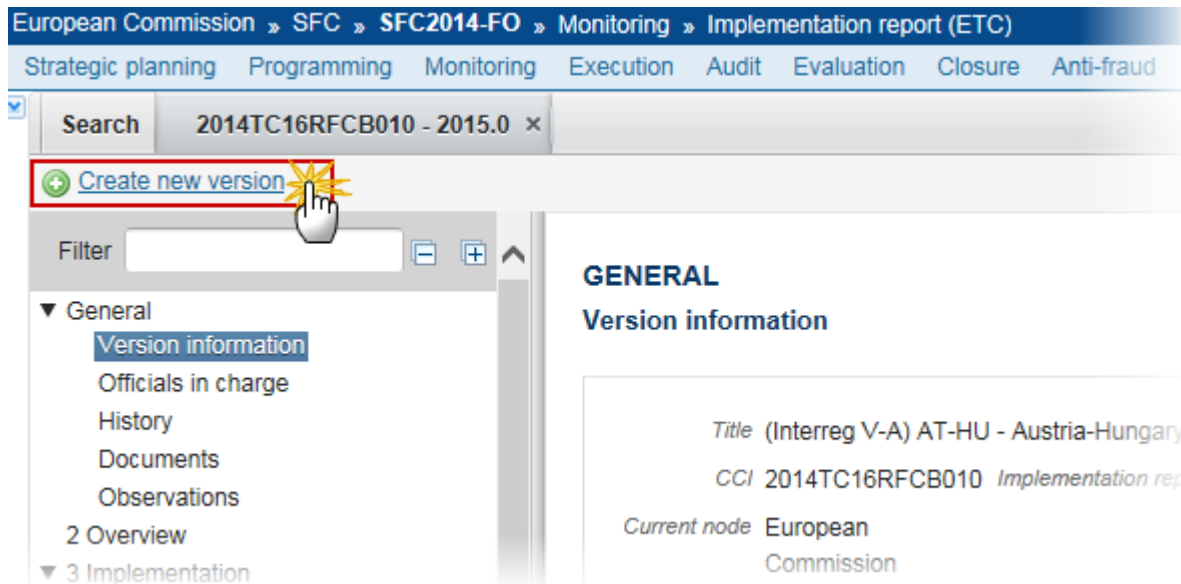 European Commission » SFC » SFC2014-FO » Monitoring » Implementation report (ETC)
Strategic planning Programming Monitoring Execution Audit Evaluation Closure Anti-fraud
Search 2014TC16RFCB010 - 2015.0 ×
Create new version
Filter
▼ General
Version information
Officials in charge
History
Documents
Observations
2 Overview
▼ 3 Implementation
GENERAL
Version information
Title (Interreg V-A) AT-HU - Austria-Hungary
CCI 2014TC16RFCB010 Implementation rep
Current node European
Commission